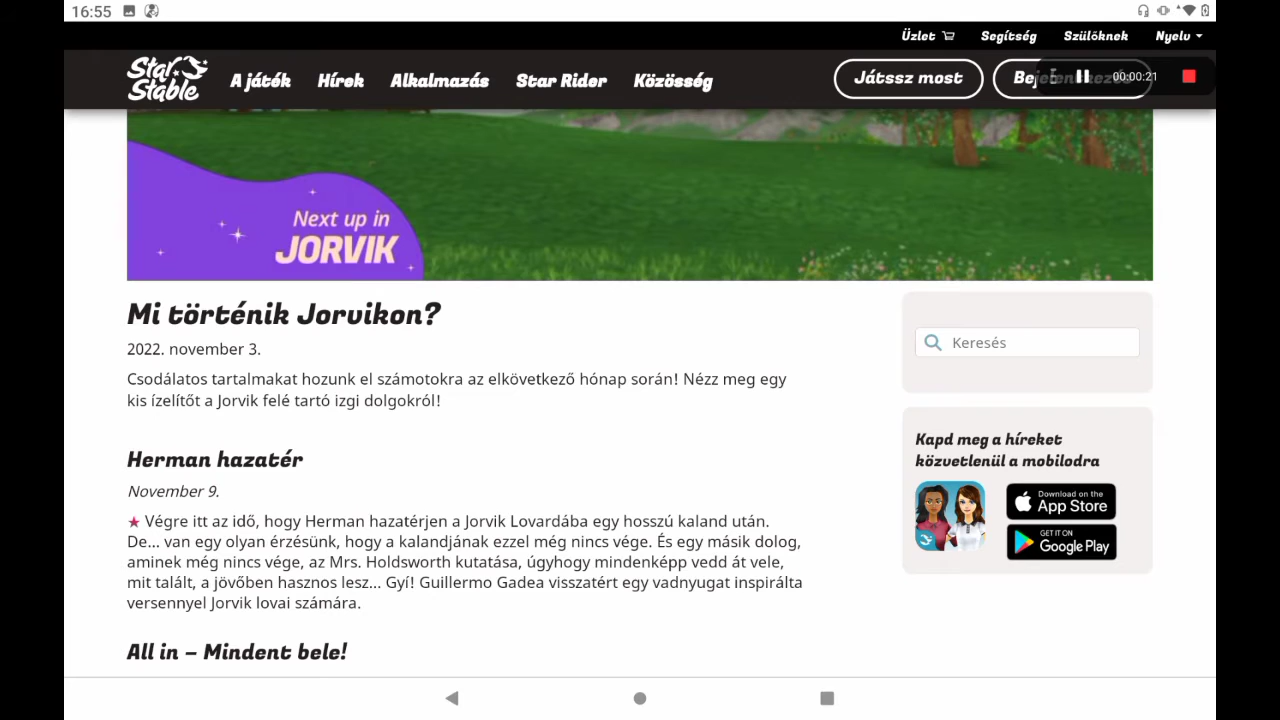 16:55
Üzlet
Segítség
Szülőknek
Nyelv
Star Stable
A játék
Hírek
Alkalmazás
Star Rider
Közösség
Játssz most
00:00:21
Next up in
JORVIK
Mi történik Jorvikon?
2022. november 3.
Csodálatos tartalmakat hozunk el számotokra az elkövetkező hónap során! Nézz meg egy
kis ízelítőt a Jorvik felé tartó izgi dolgokról!
Herman hazatér
November 9.
★ Végre itt az idő, hogy Herman hazatérjen a Jorvik Lovardába egy hosszú kaland után.
De... van egy olyan érzésünk, hogy a kalandjának ezzel még nincs vége. És egy másik dolog,
aminek még nincs vége, az Mrs. Holdsworth kutatása, úgyhogy mindenképp vedd át vele,
mit talált, a jövőben hasznos lesz... Gyí! Guillermo Gadea visszatért egy vadnyugat inspirálta
versennyel Jorvik lovai számára.
All in – Mindent bele!
Keresés
Kapd meg a híreket
közvetlenül a mobilodra
Download on the
App Store
GET IT ON
Google Play